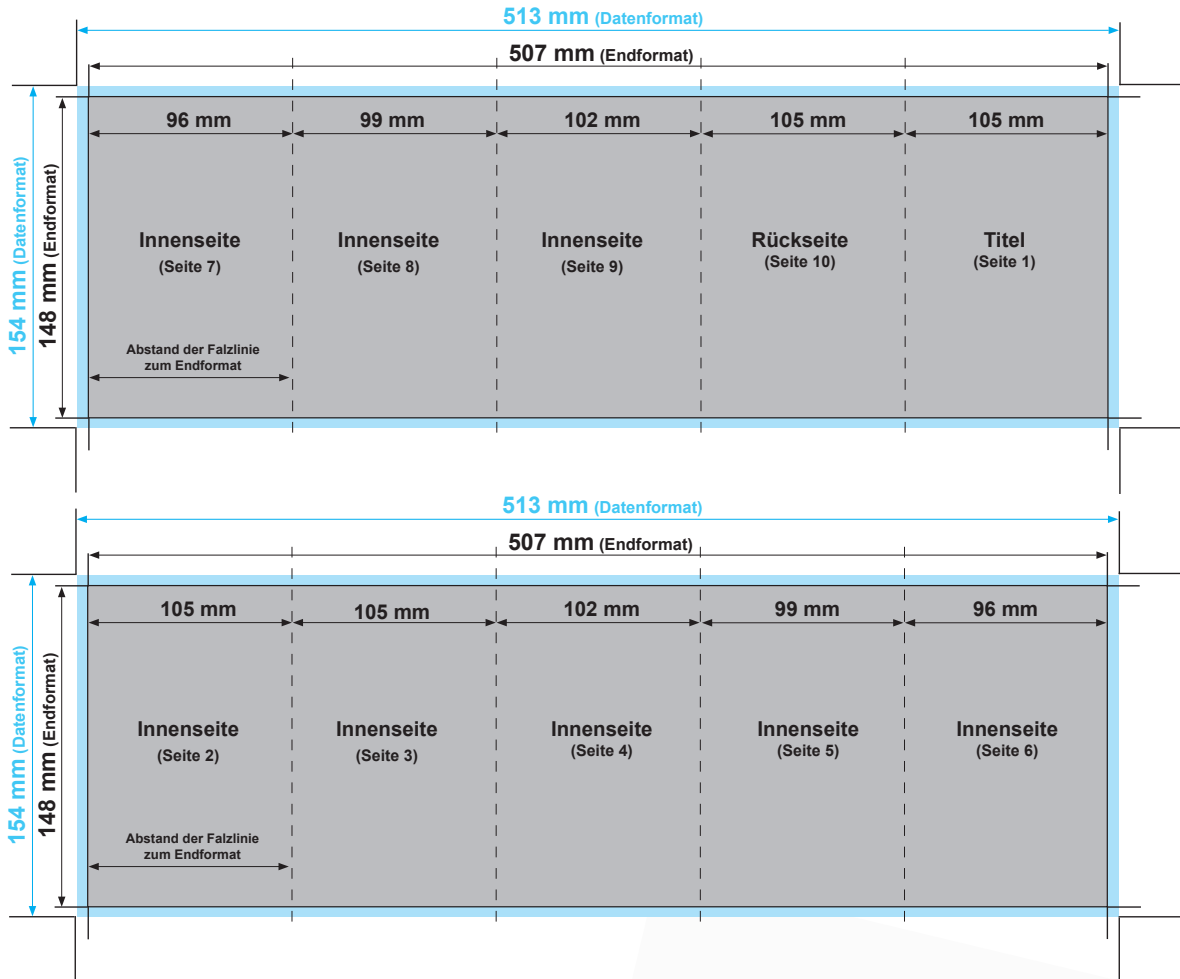 513 mm (Datenformat)
507 mm (Endformat)
154 mm (Datenformat)
148 mm (Endformat)
96 mm 99 mm 102 mm 105 mm 105 mm
Innenseite Innenseite Innenseite Rückseite Titel
(Seite 7) (Seite 8) (Seite 9) (Seite 10) (Seite 1)
Abstand der Falzlinie
zum Endformat
513 mm (Datenformat)
507 mm (Endformat)
154 mm (Datenformat)
148 mm (Endformat)
105 mm 105 mm 102 mm 99 mm 96 mm
Innenseite Innenseite Innenseite Innenseite Innenseite
(Seite 2) (Seite 3) (Seite 4) (Seite 5) (Seite 6)
Abstand der Falzlinie
zum Endformat